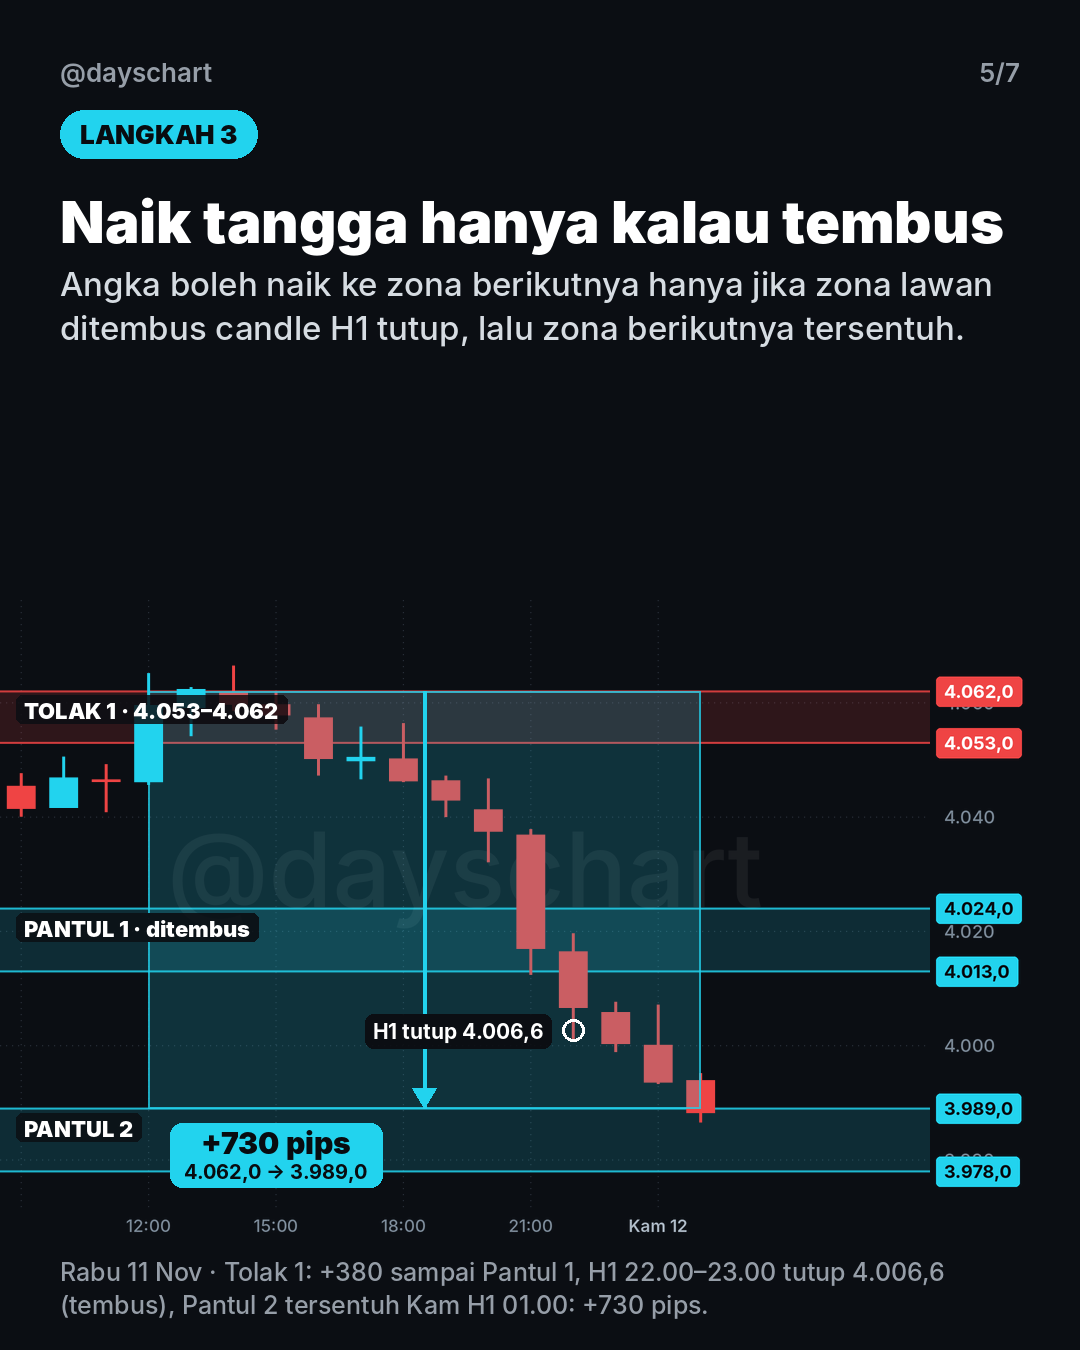 @dayschart
5/7
LANGKAH 3
Naik tangga hanya kalau tembus
Angka boleh naik ke zona berikutnya hanya jika zona lawan
ditembus candle H1 tutup, lalu zona berikutnya tersentuh.
4.062,0
TOLAK 1 · 4.053–4.062
4.053,0
4.040
@dayschart
4.024,0
PANTUL 1 · ditembus
4.020
4.013,0
H1 tutup 4.006,6
4.000
3.989,0
PANTUL 2
+730 pips
4.062,0 → 3.989,0
3.978,0
12:00
15:00
18:00
21:00
Kam 12
Rabu 11 Nov · Tolak 1: +380 sampai Pantul 1, H1 22.00–23.00 tutup 4.006,6
(tembus), Pantul 2 tersentuh Kam H1 01.00: +730 pips.